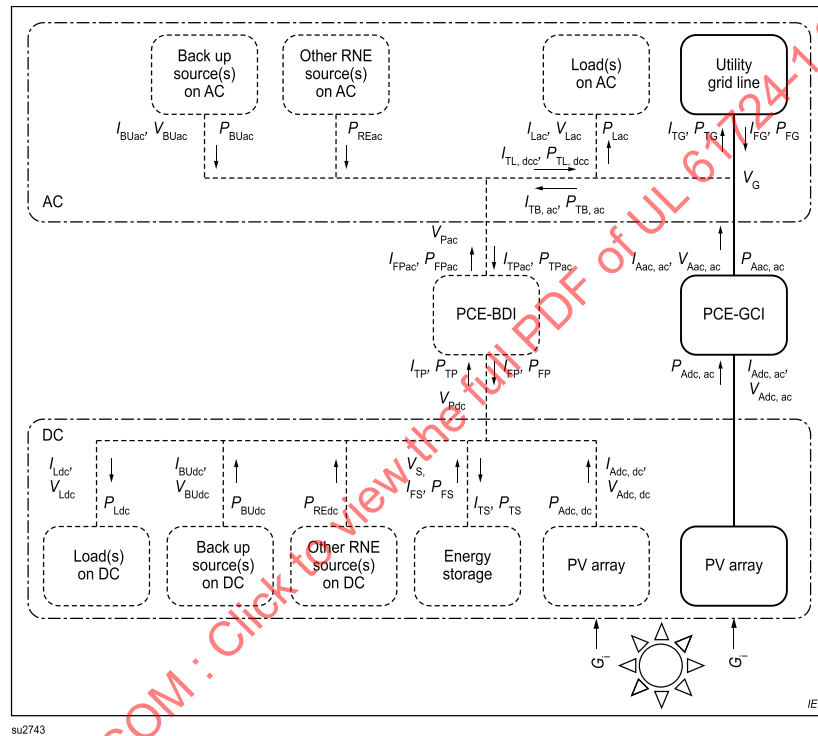 Back up
source(s)
on AC
Other RNE
source(s)
on AC
Load(s)
on AC
Utility
grid line
I_BUac, V_BUac
P_BUac
P_REac
I_Lac, V_Lac
P_Lac
I_TG, P_TG
I_FG, P_FG
I_TL, dcc, P_TL, dcc
I_TB, ac, P_TB, ac
V_G
AC
V_Pac
I_FPac, P_FPac
I_TPac, P_TPac
I_Aac, ac, V_Aac, ac
P_Aac, ac
PCE-BDI
PCE-GCI
I_TP, P_TP
I_FP, P_FP
V_Pdc
P_Adc, ac
I_Adc, ac,
V_Adc, ac
DC
I_Ldc,
V_Ldc
P_Ldc
I_BUdc,
V_BUdc
P_BUdc
P_REdc
V_S,
I_FS, P_FS
I_TS, P_TS
P_Adc, dc
I_Adc, dc,
V_Adc, dc
Load(s)
on DC
Back up
source(s)
on DC
Other RNE
source(s)
on DC
Energy
storage
PV array
PV array
G_i
G_i
IE
su2743
COM : Click to view the full PDF of UL 61724-1